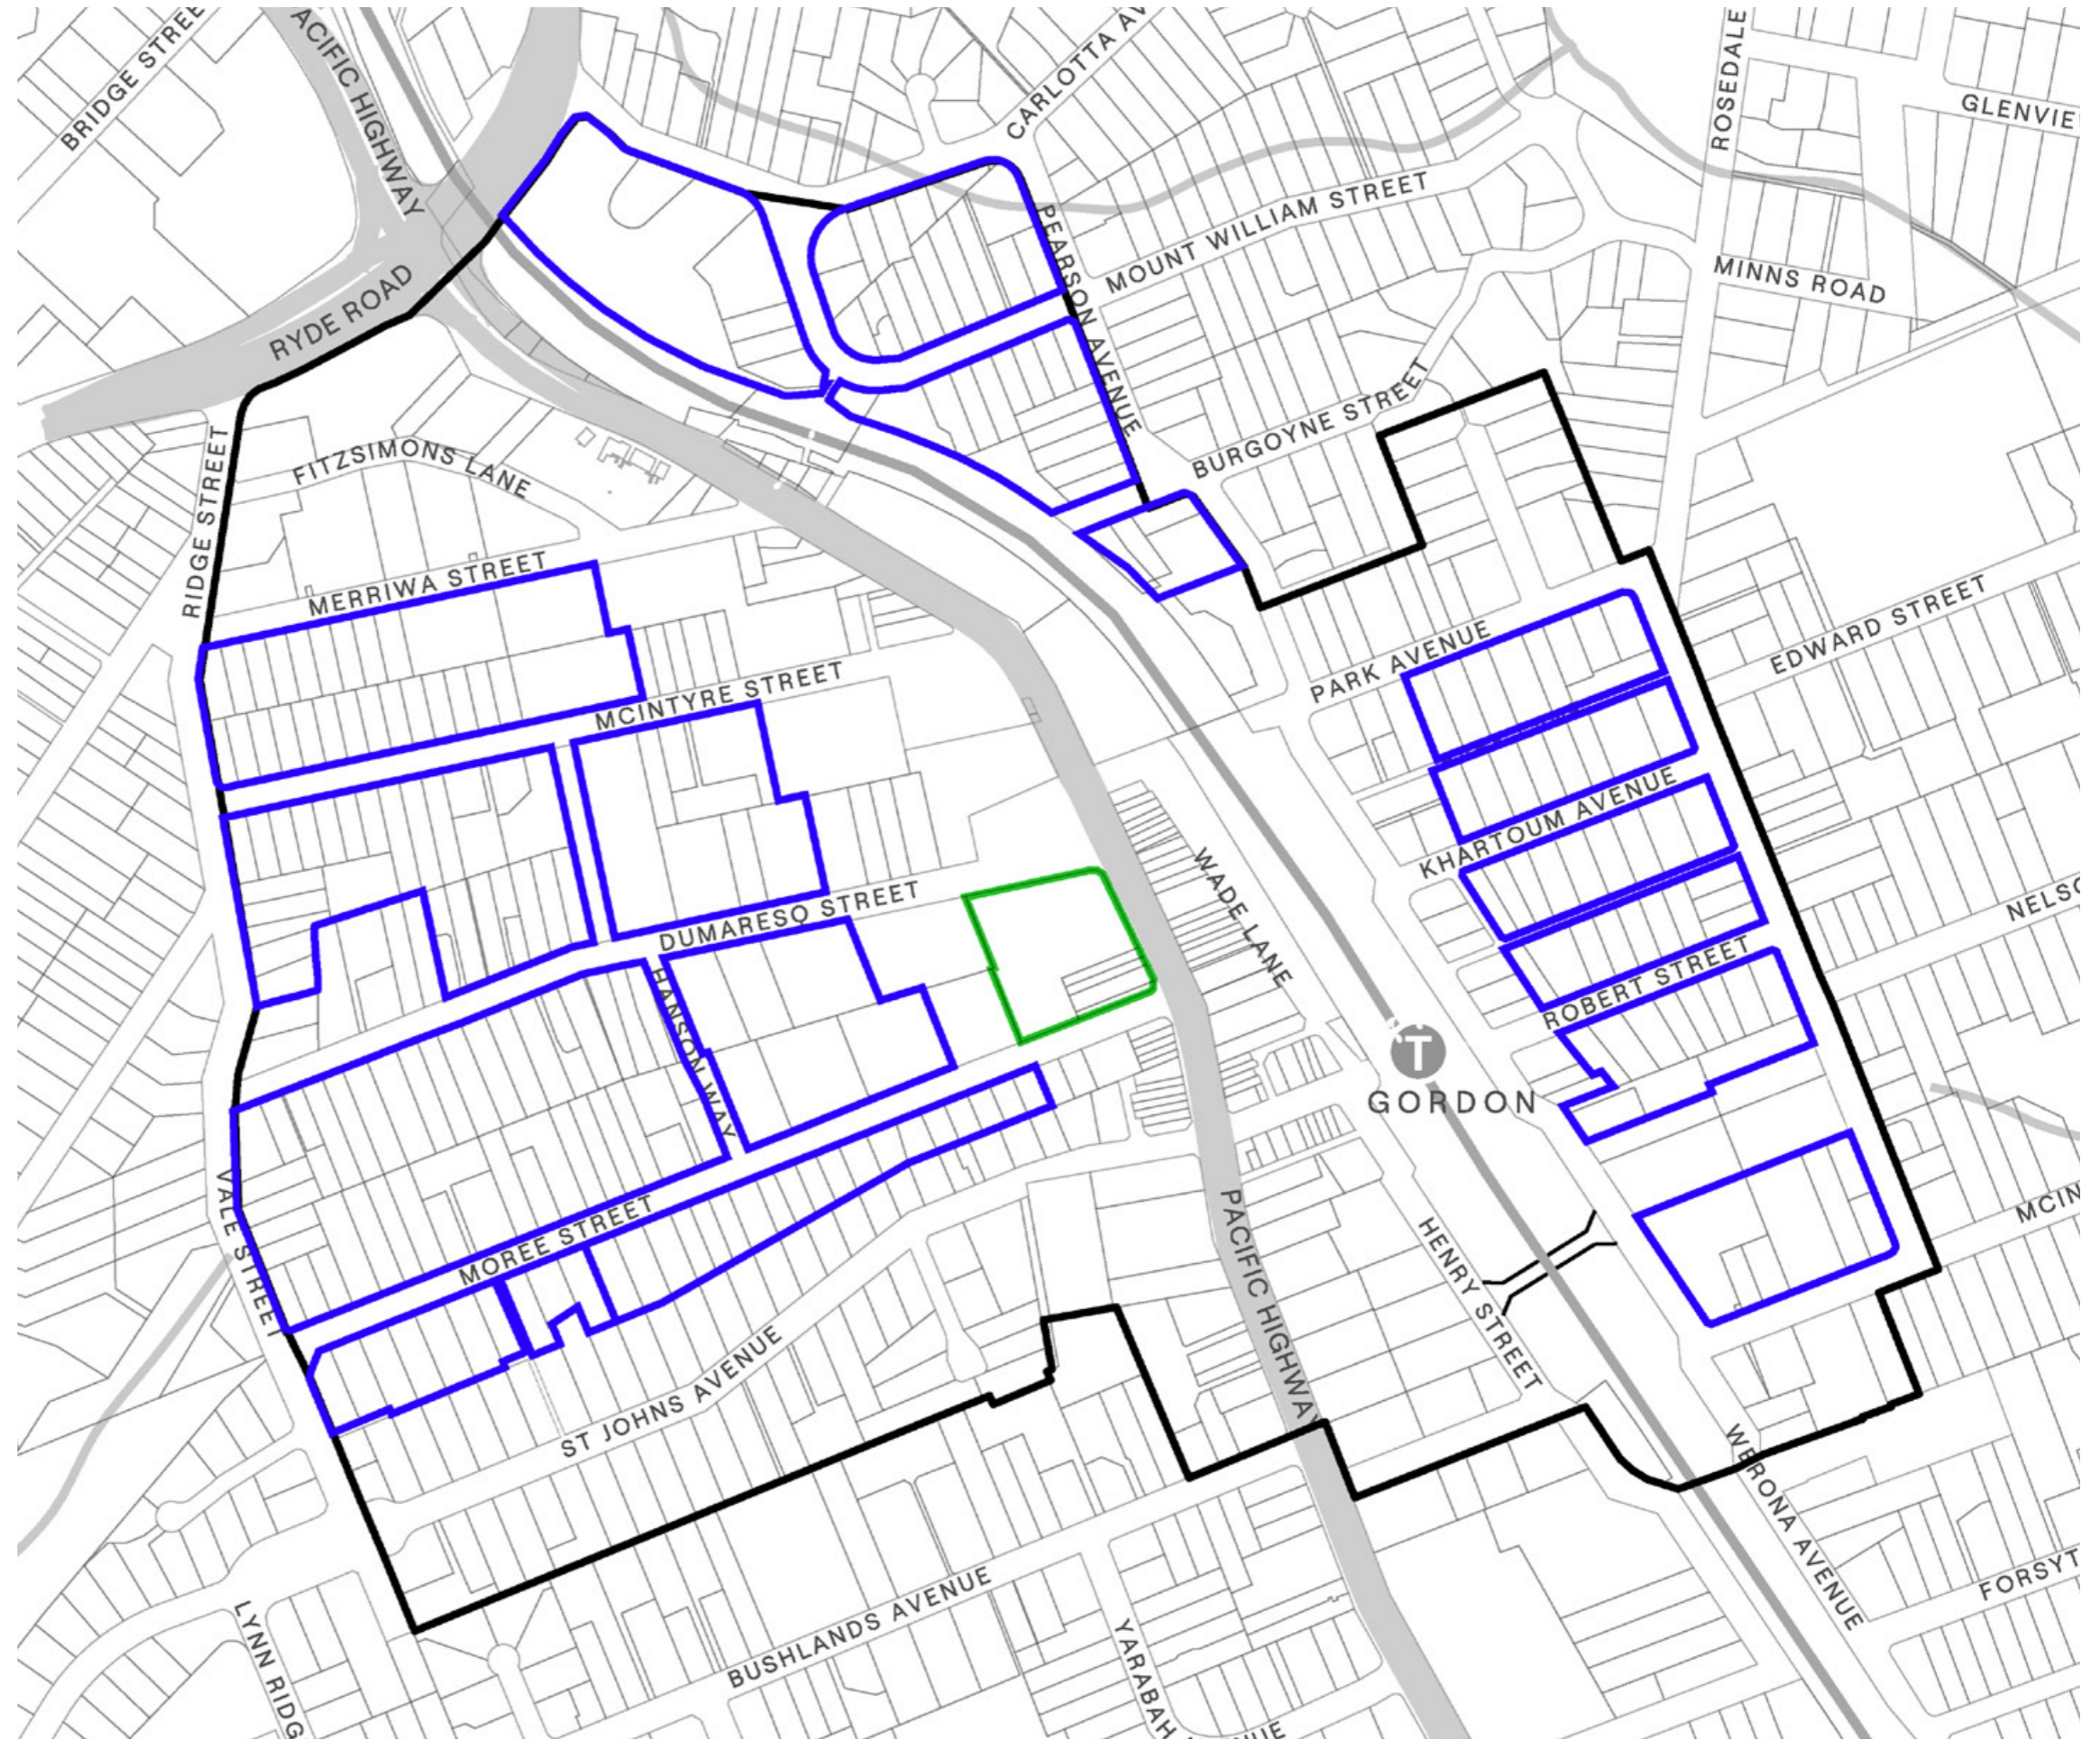 BRIDGE STREE
ACIFIC HIGHWAY
CARLOTTA AV
ROSEDALE
GLENVIE
RYDE ROAD
PEARSON AVENUE
MOUNT WILLIAM STREET
MINNS ROAD
RIDGE STREET
FITZSIMONS LANE
BURGOYNE STREET
MERRIWA STREET
EDWARD STREET
PARK AVENUE
MCINTYRE STREET
KHARTOUM AVENUE
WADE LANE
DUMARESQ STREET
NELSO
HANSON WAY
ROBERT STREET
T
GORDON
VALE STREET
MOREE STREET
PACIFIC HIGHWAY
HENRY STREET
MCIN
ST JOHNS AVENUE
WERONA AVENUE
FORSYT
BUSHLANDS AVENUE
LYNN RIDG
YARABAH
NUE